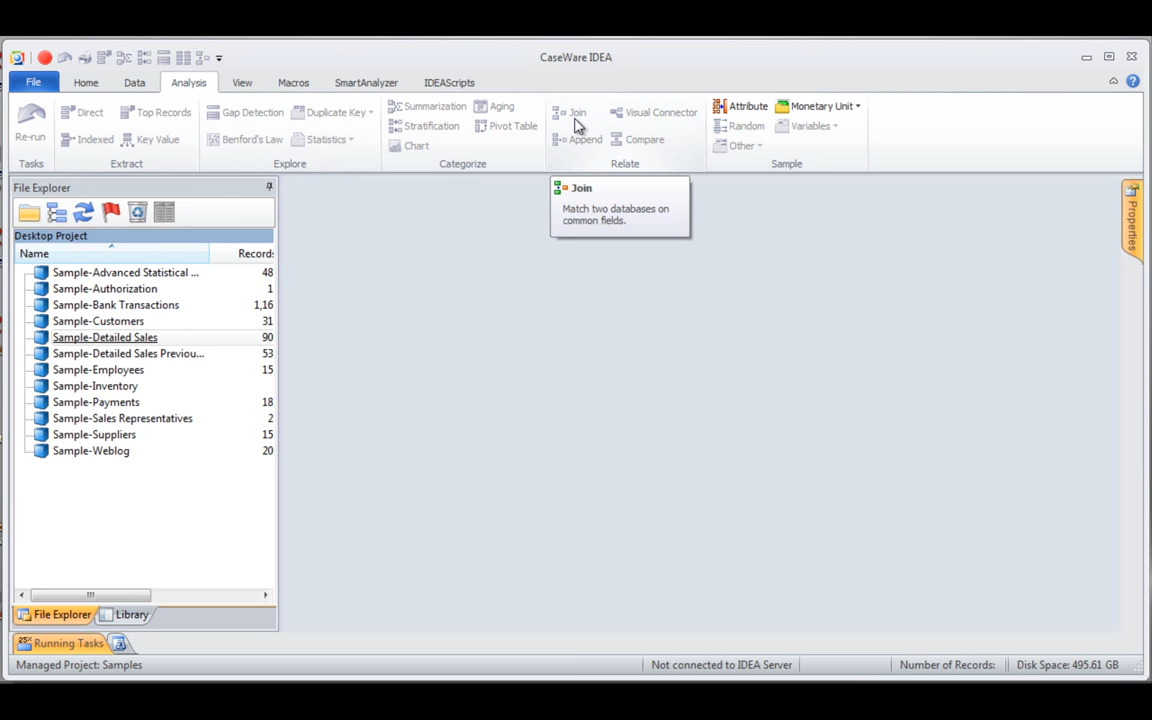 CaseWare IDEA
File Home Data Analysis View Macros SmartAnalyzer IDEAScripts
Re-run
Direct Top Records
Indexed Key Value
Gap Detection Duplicate Key
Benford's Law Statistics
Summarization Aging
Stratification Pivot Table
Chart
Join Visual Connector
Append Compare
Attribute Monetary Unit
Random Variables
Other
Tasks Extract Explore Categorize Relate Sample
Join
Match two databases on
common fields.
File Explorer
Desktop Project
Name Records
Sample-Advanced Statistical ... 48
Sample-Authorization 1
Sample-Bank Transactions 1,16
Sample-Customers 31
Sample-Detailed Sales 90
Sample-Detailed Sales Previou... 53
Sample-Employees 15
Sample-Inventory
Sample-Payments 18
Sample-Sales Representatives 2
Sample-Suppliers 15
Sample-Weblog 20
Properties
File Explorer Library
25% Running Tasks
Managed Project: Samples Not connected to IDEA Server Number of Records: Disk Space: 495.61 GB